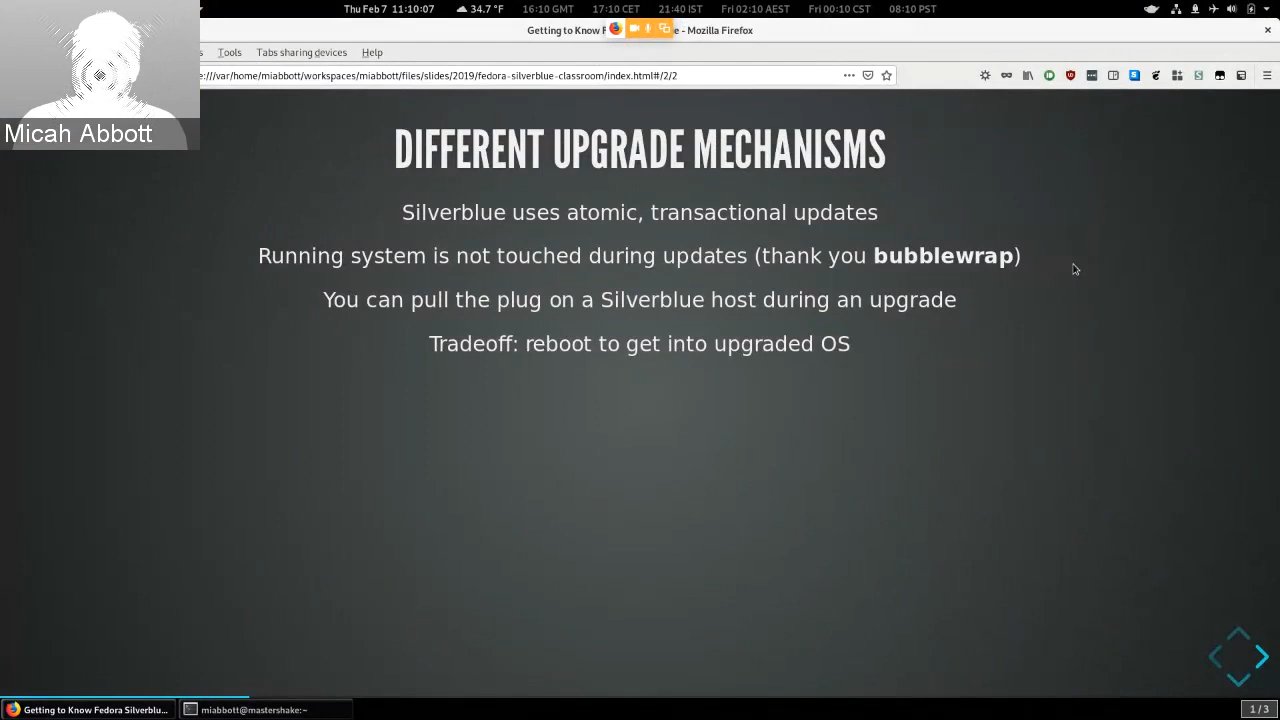 Thu Feb 7 11:10:07 34.7 °F 16:10 GMT 17:10 CET 21:40 IST Fri 02:10 AEST Fri 00:10 CST 08:10 PST
Getting to Know F e - Mozilla Firefox
s Tools Tabs sharing devices Help
e:///var/home/miabbott/workspaces/miabbott/files/slides/2019/fedora-silverblue-classroom/index.html#/2/2
Micah Abbott
DIFFERENT UPGRADE MECHANISMS
Silverblue uses atomic, transactional updates
Running system is not touched during updates (thank you bubblewrap)
You can pull the plug on a Silverblue host during an upgrade
Tradeoff: reboot to get into upgraded OS
Getting to Know Fedora Silverblu... miabbott@mastershake:~ 1 / 3